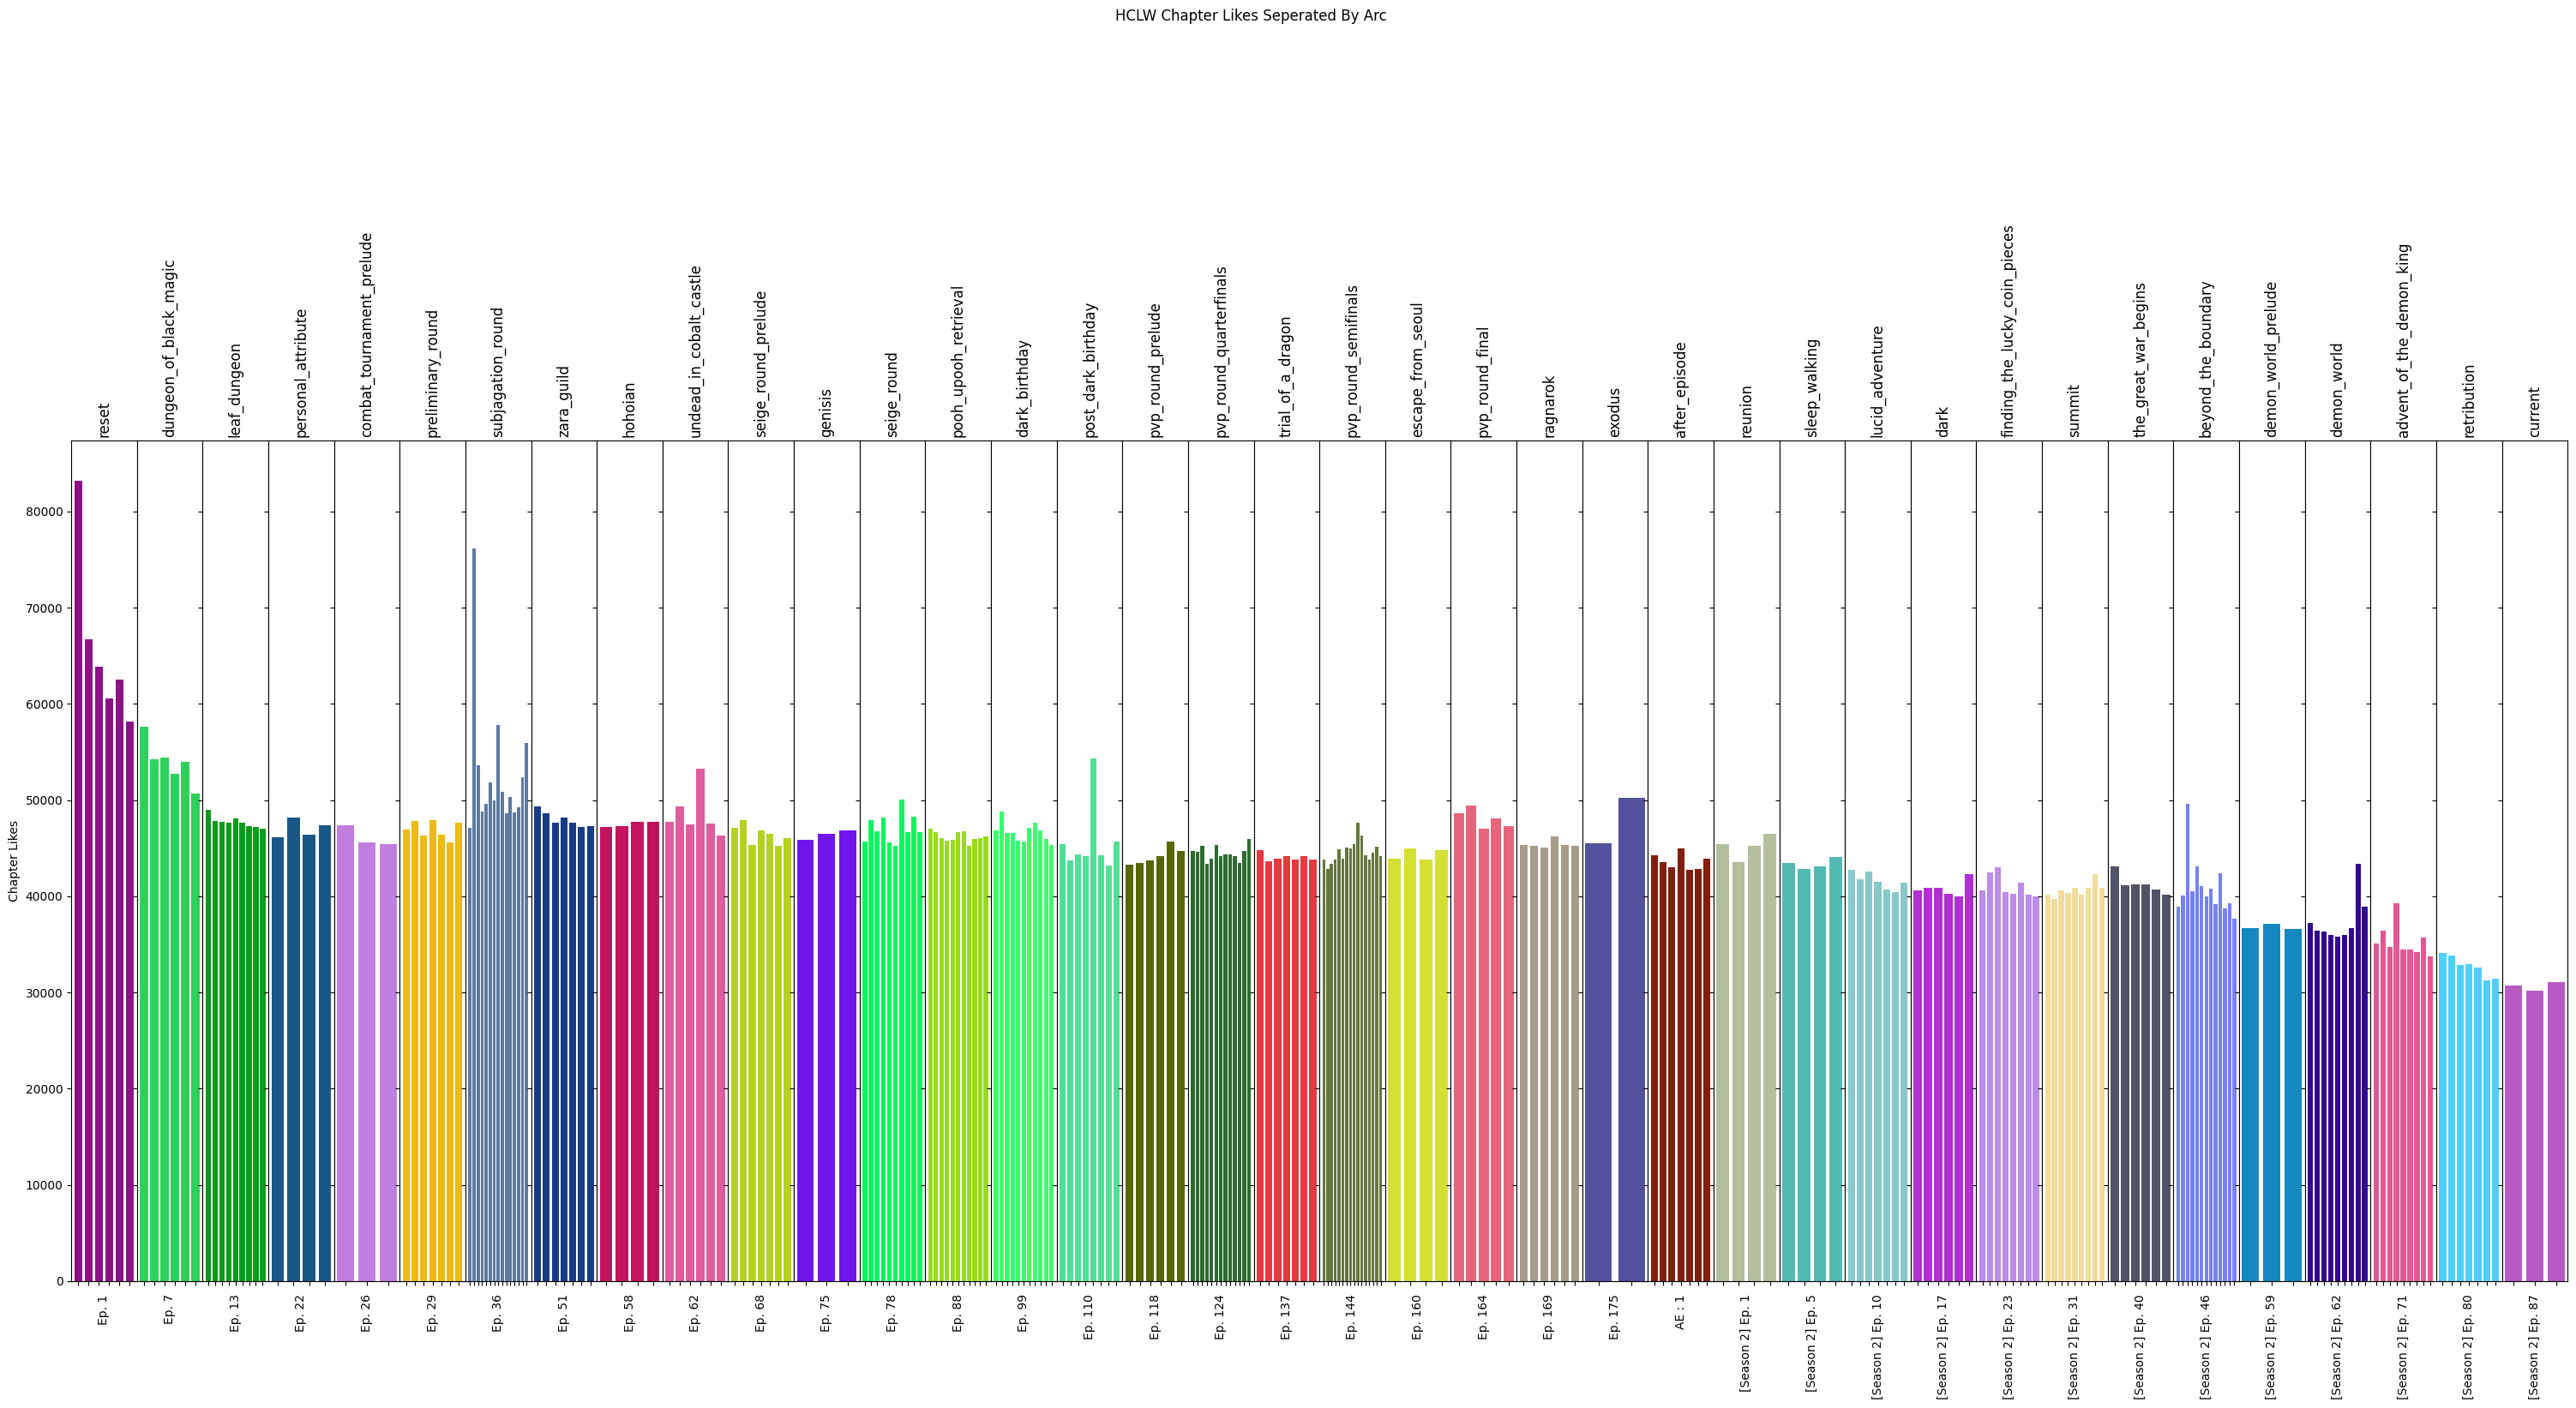 HCLW Chapter Likes Seperated By Arc
reset
dungeon_of_black_magic
leaf_dungeon
personal_attribute
combat_tournament_prelude
preliminary_round
subjagation_round
zara_guild
hohoian
undead_in_cobalt_castle
seige_round_prelude
genisis
seige_round
pooh_upooh_retrieval
dark_birthday
post_dark_birthday
pvp_round_prelude
pvp_round_quarterfinals
trial_of_a_dragon
pvp_round_semifinals
escape_from_seoul
pvp_round_final
ragnarok
exodus
after_episode
reunion
sleep_walking
lucid_adventure
dark
finding_the_lucky_coin_pieces
summit
the_great_war_begins
beyond_the_boundary
demon_world_prelude
demon_world
advent_of_the_demon_king
retribution
current
Chapter Likes
80000
70000
60000
50000
40000
30000
20000
10000
0
Ep. 1
Ep. 7
Ep. 13
Ep. 22
Ep. 26
Ep. 29
Ep. 36
Ep. 51
Ep. 58
Ep. 62
Ep. 68
Ep. 75
Ep. 78
Ep. 88
Ep. 99
Ep. 110
Ep. 118
Ep. 124
Ep. 137
Ep. 144
Ep. 160
Ep. 164
Ep. 169
Ep. 175
AE : 1
[Season 2] Ep. 1
[Season 2] Ep. 5
[Season 2] Ep. 10
[Season 2] Ep. 17
[Season 2] Ep. 23
[Season 2] Ep. 31
[Season 2] Ep. 40
[Season 2] Ep. 46
[Season 2] Ep. 59
[Season 2] Ep. 62
[Season 2] Ep. 71
[Season 2] Ep. 80
[Season 2] Ep. 87